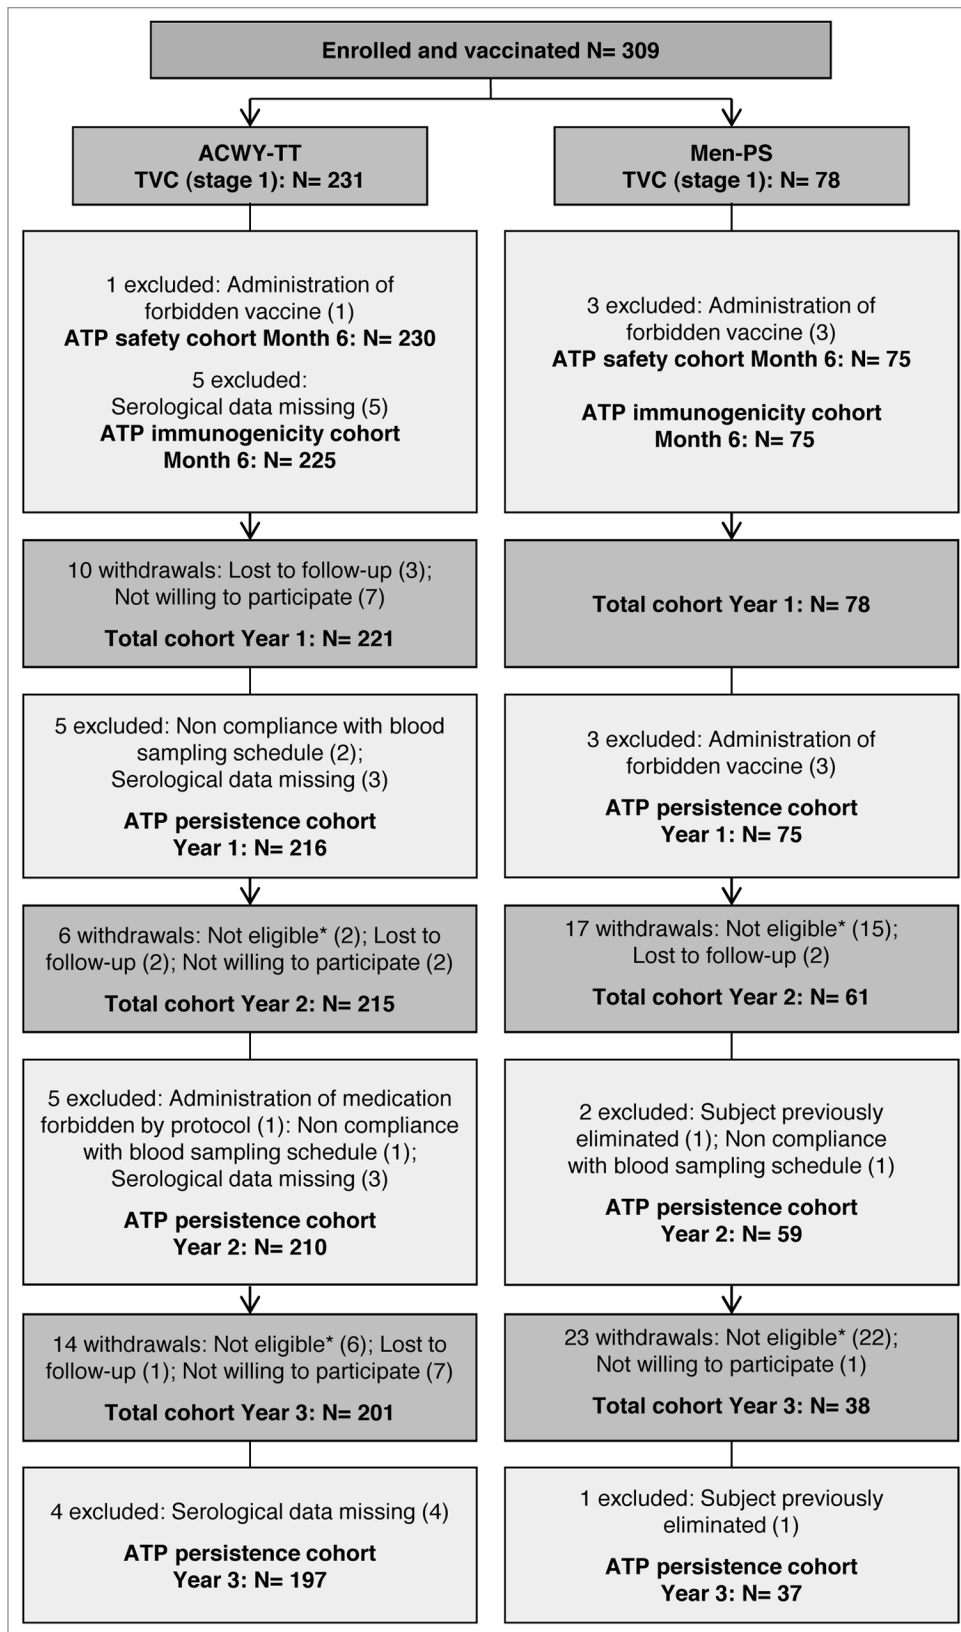 Enrolled and vaccinated N= 309
ACWY-TT
TVC (stage 1): N= 231
Men-PS
TVC (stage 1): N= 78
1 excluded: Administration of
forbidden vaccine (1)
ATP safety cohort Month 6: N= 230
5 excluded:
Serological data missing (5)
ATP immunogenicity cohort
Month 6: N= 225
3 excluded: Administration of
forbidden vaccine (3)
ATP safety cohort Month 6: N= 75
ATP immunogenicity cohort
Month 6: N= 75
10 withdrawals: Lost to follow-up (3);
Not willing to participate (7)
Total cohort Year 1: N= 221
Total cohort Year 1: N= 78
5 excluded: Non compliance with blood
sampling schedule (2);
Serological data missing (3)
ATP persistence cohort
Year 1: N= 216
3 excluded: Administration of
forbidden vaccine (3)
ATP persistence cohort
Year 1: N= 75
6 withdrawals: Not eligible* (2); Lost to
follow-up (2); Not willing to participate (2)
Total cohort Year 2: N= 215
17 withdrawals: Not eligible* (15);
Lost to follow-up (2)
Total cohort Year 2: N= 61
5 excluded: Administration of medication
forbidden by protocol (1): Non compliance
with blood sampling schedule (1);
Serological data missing (3)
ATP persistence cohort
Year 2: N= 210
2 excluded: Subject previously
eliminated (1); Non compliance
with blood sampling schedule (1)
ATP persistence cohort
Year 2: N= 59
14 withdrawals: Not eligible* (6); Lost to
follow-up (1); Not willing to participate (7)
Total cohort Year 3: N= 201
23 withdrawals: Not eligible* (22);
Not willing to participate (1)
Total cohort Year 3: N= 38
4 excluded: Serological data missing (4)
ATP persistence cohort
Year 3: N= 197
1 excluded: Subject previously
eliminated (1)
ATP persistence cohort
Year 3: N= 37